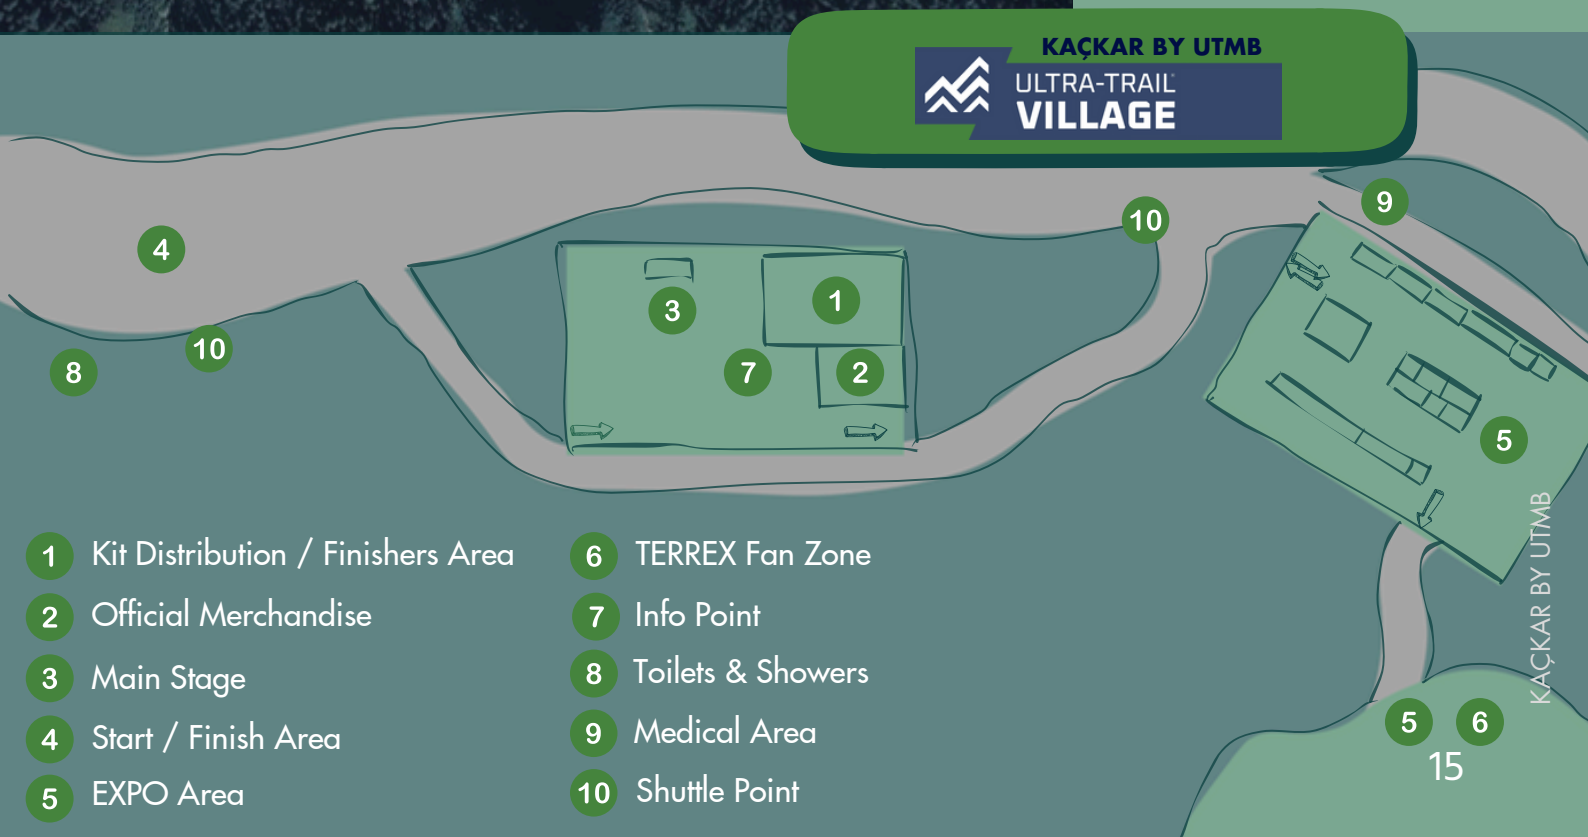 KAÇKAR BY UTMB
ULTRA-TRAIL
VILLAGE
9
10
4
1
3
10
8
7
2
5
1 Kit Distribution / Finishers Area
2 Official Merchandise
3 Main Stage
4 Start / Finish Area
5 EXPO Area
6 TERREX Fan Zone
7 Info Point
8 Toilets & Showers
9 Medical Area
10 Shuttle Point
KAÇKAR BY UTMB
5 6
15